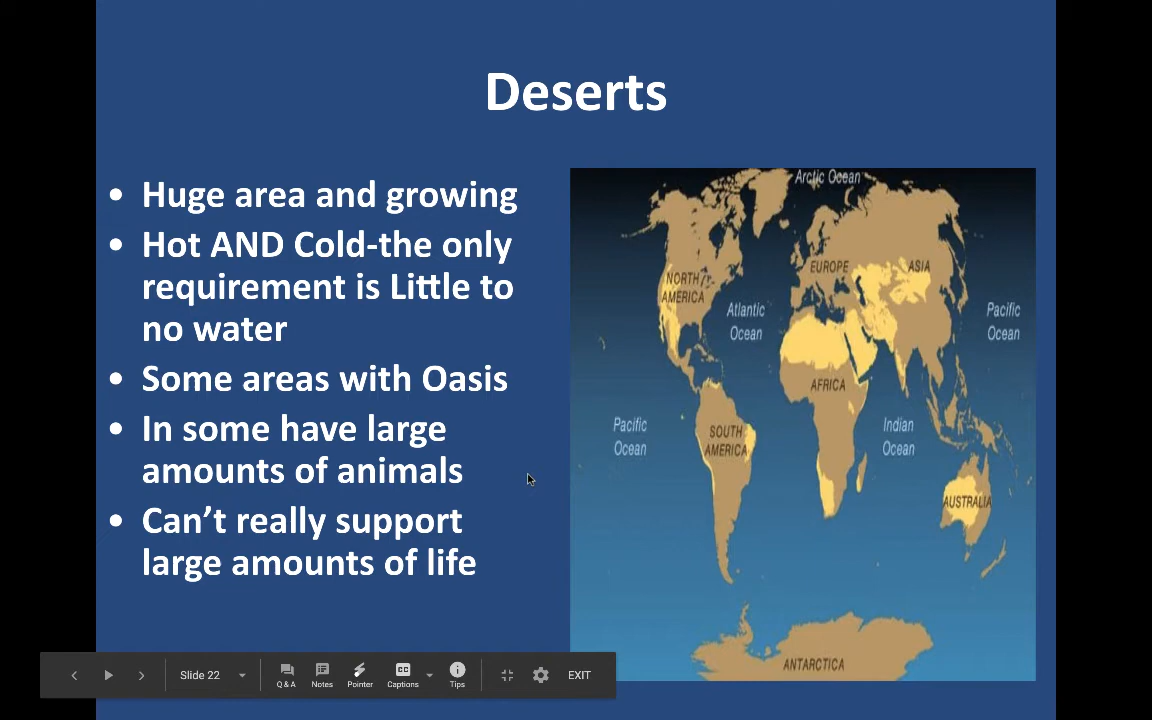 Deserts
• Huge area and growing
• Hot AND Cold-the only
requirement is Little to
no water
• Some areas with Oasis
• In some have large
amounts of animals
• Can’t really support
large amounts of life
Arctic Ocean
NORTH
AMERICA
EUROPE
ASIA
Atlantic
Ocean
Pacific
Ocean
AFRICA
Pacific
Ocean
SOUTH
AMERICA
Indian
Ocean
AUSTRALIA
ANTARCTICA
Slide 22
Q & A
Notes
Pointer
CC
Captions
Tips
EXIT